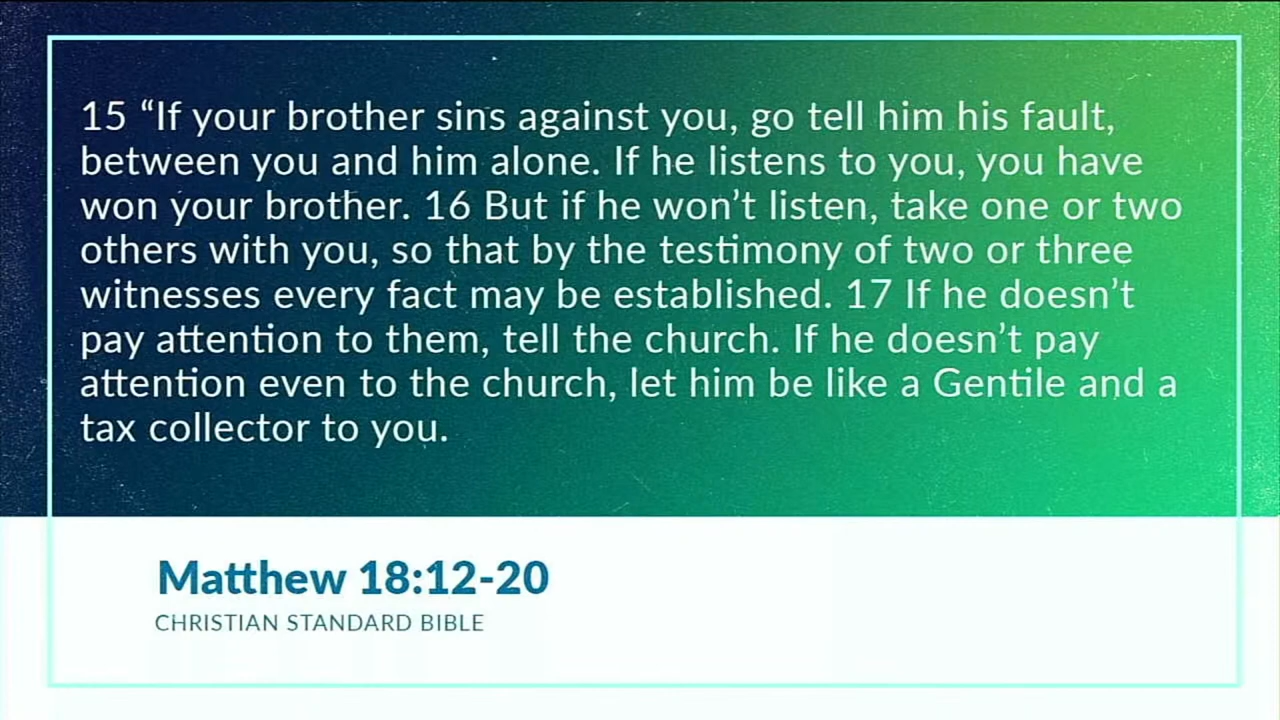 15 “If your brother sins against you, go tell him his fault,
between you and him alone. If he listens to you, you have
won your brother. 16 But if he won’t listen, take one or two
others with you, so that by the testimony of two or three
witnesses every fact may be established. 17 If he doesn’t
pay attention to them, tell the church. If he doesn’t pay
attention even to the church, let him be like a Gentile and a
tax collector to you.
Matthew 18:12-20
CHRISTIAN STANDARD BIBLE